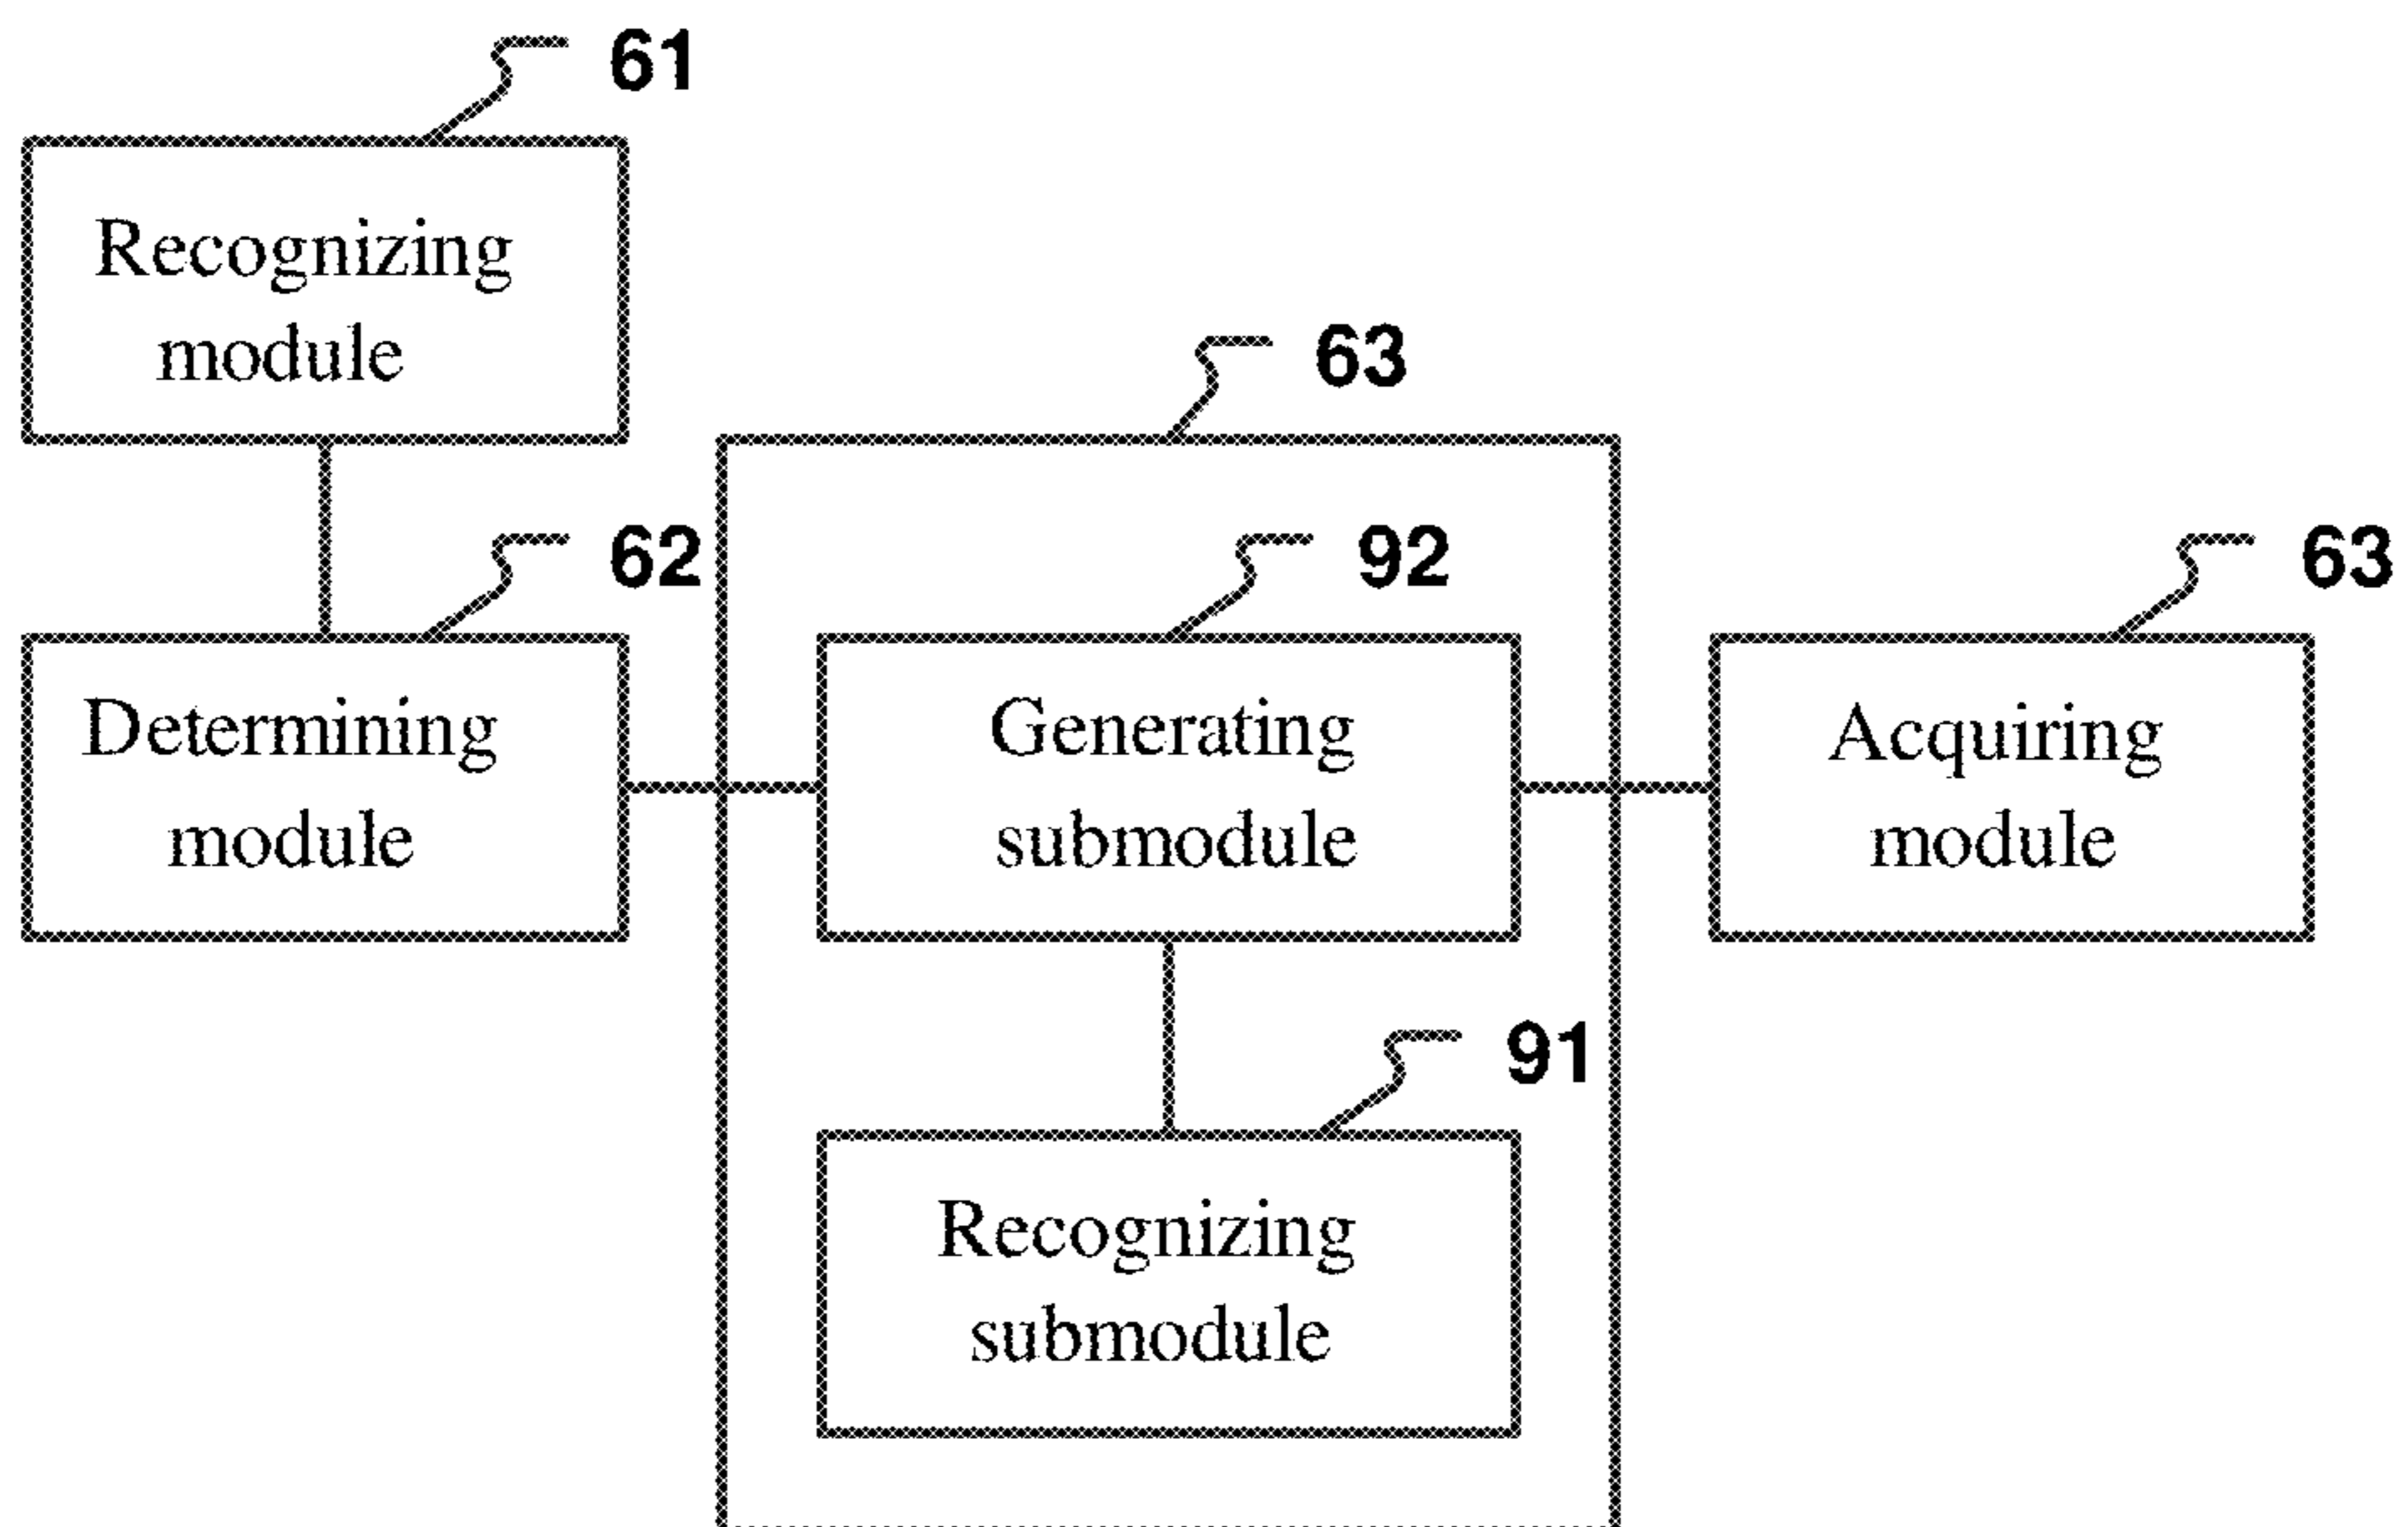 61
Recognizing
module
63
62
92
63
Determining
module
Generating
submodule
Acquiring
module
91
Recognizing
submodule